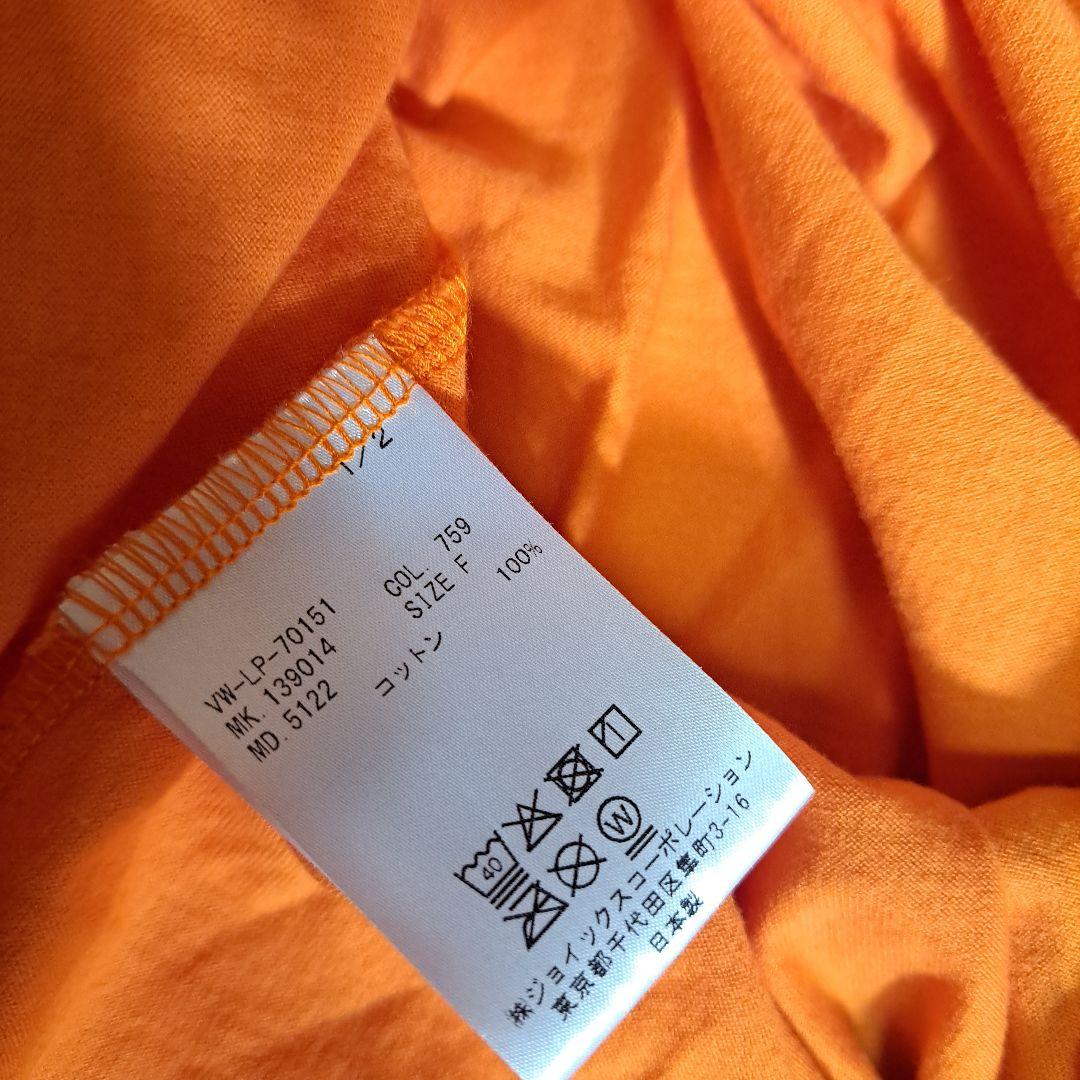 1/2
VW-LP-70151
MK. 139014
MD. 5122
COL. 759
SIZE F
コットン 100%
40
W
㈱ジョイックスコーポレーション
東京都千代田区隼町3-16
日本製